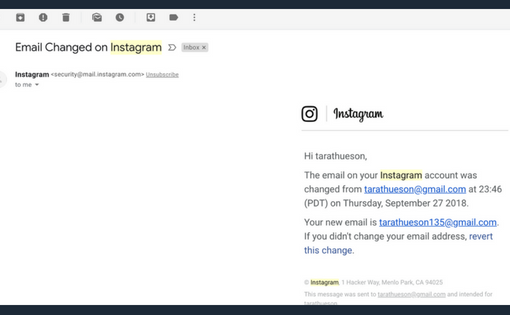 Email Changed on Instagram Inbox ×
Instagram <security@mail.instagram.com> Unsubscribe
to me
Instagram
Hi tarathueson,
The email on your Instagram account was
changed from tarathueson@gmail.com at 23:46
(PDT) on Thursday, September 27 2018.
Your new email is tarathueson135@gmail.com.
If you didn't change your email address, revert
this change.
© Instagram, 1 Hacker Way, Menlo Park, CA 94025
This message was sent to tarathueson@gmail.com and intended for
tarathueson.